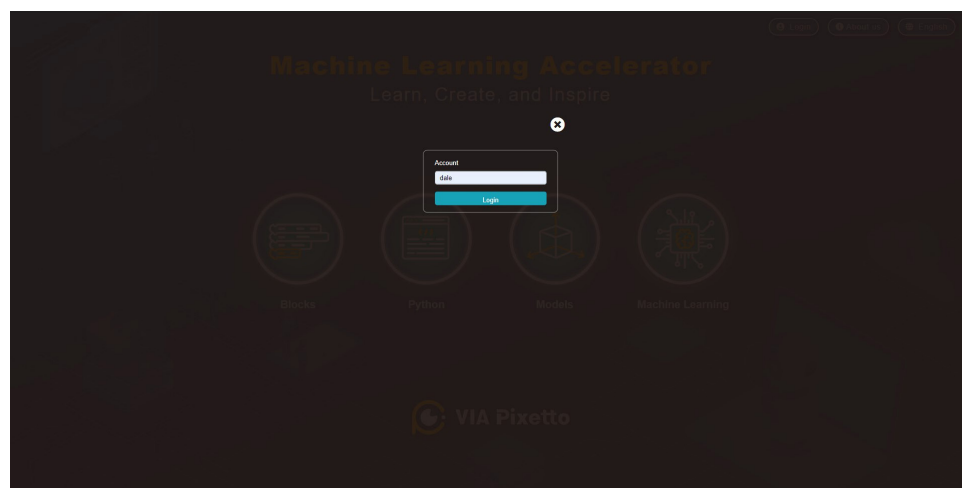 Machine Learning Accelerator
Learn, Create, and Inspire
Account
dale
Login
Blocks
Python
Models
Machine Learning
VIA Pixetto